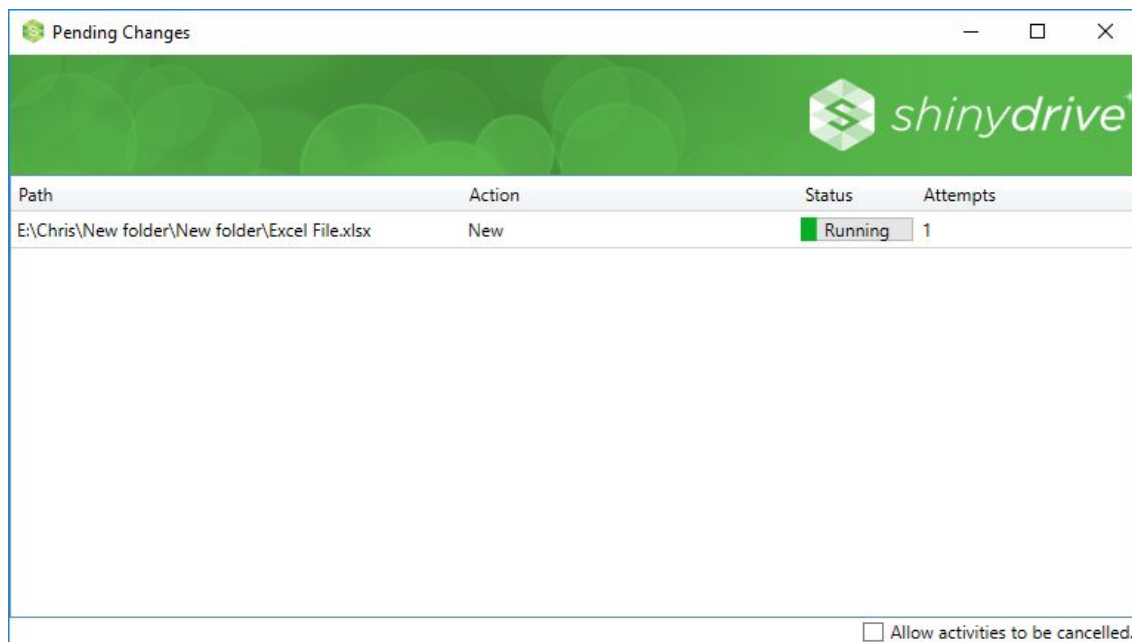 Pending Changes
shinydrive
Path Action Status Attempts
E:\Chris\New folder\New folder\Excel File.xlsx New Running 1
Allow activities to be cancelled